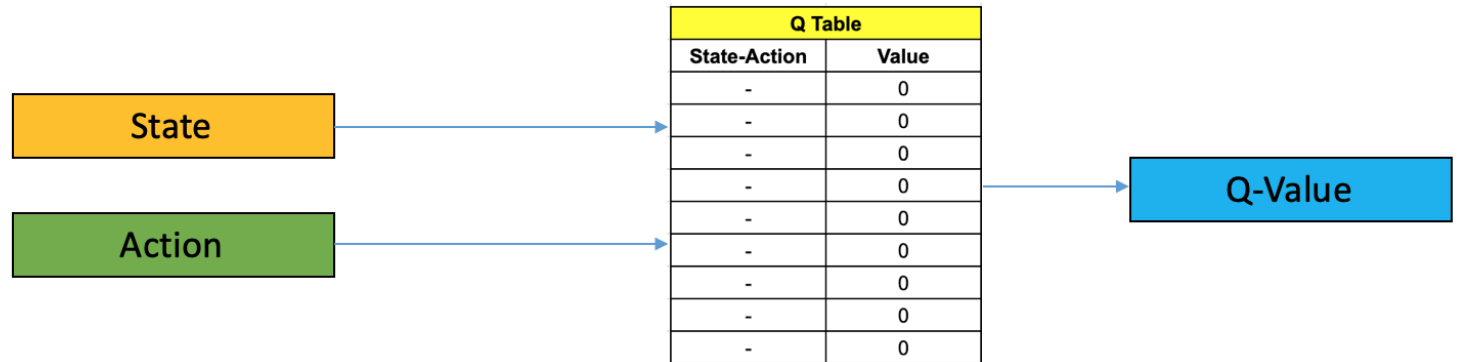 Q Table
State-Action Value
- 0
- 0
State
- 0
- 0
Q-Value
- 0
Action
- 0
- 0
- 0
- 0